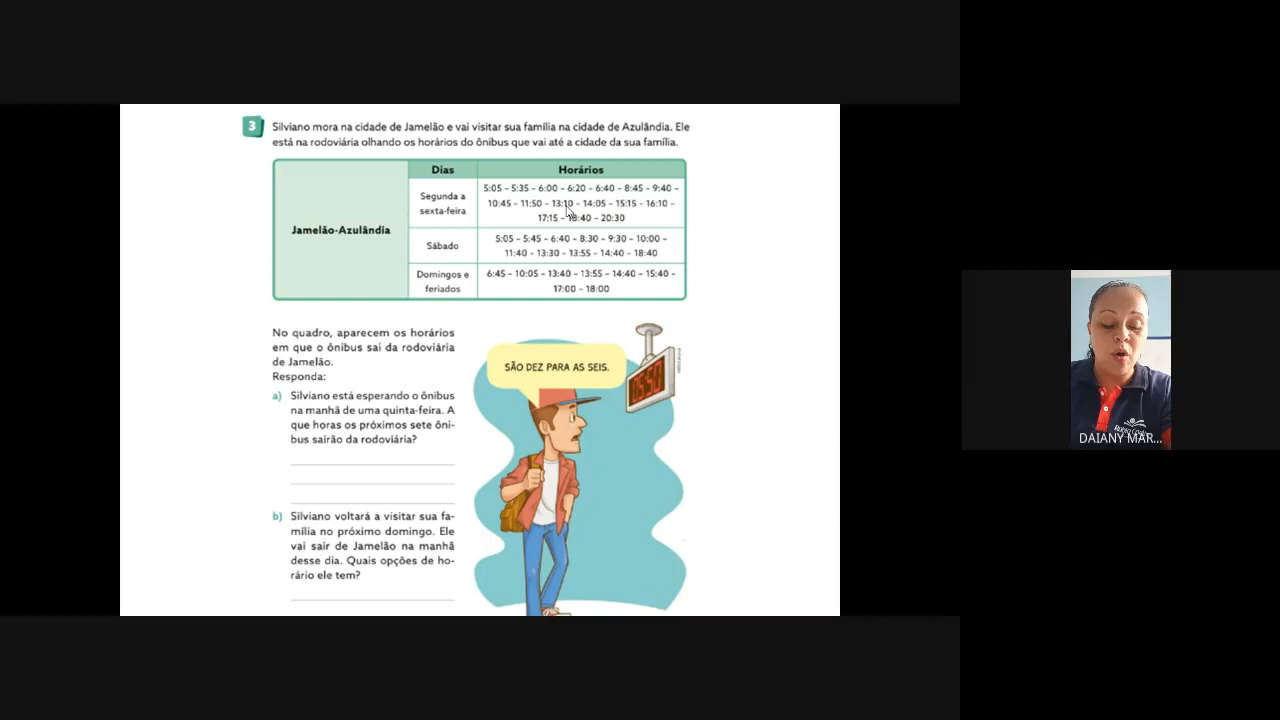 3
Silviano mora na cidade de Jamelão e vai visitar sua família na cidade de Azulândia. Ele
está na rodoviária olhando os horários do ônibus que vai até a cidade da sua família.
Dias
Horários
Jamelão-Azulândia
Segunda a
sexta-feira
5:05 – 5:35 – 6:00 – 6:20 – 6:40 – 8:45 – 9:40 –
10:45 – 11:50 – 13:10 – 14:05 – 15:15 – 16:10 –
17:15 – 18:40 – 20:30
Sábado
5:05 – 5:45 – 6:40 – 8:30 – 9:30 – 10:00 –
11:40 – 13:30 – 13:55 – 14:40 – 18:40
Domingos e
feriados
6:45 – 10:05 – 13:40 – 13:55 – 14:40 – 15:40 –
17:00 – 18:00
No quadro, aparecem os horários
em que o ônibus sai da rodoviária
de Jamelão.
Responda:
a) Silviano está esperando o ônibus
na manhã de uma quinta-feira. A
que horas os próximos sete ôni-
bus sairão da rodoviária?
b) Silviano voltará a visitar sua fa-
mília no próximo domingo. Ele
vai sair de Jamelão na manhã
desse dia. Quais opções de ho-
rário ele tem?
SÃO DEZ PARA AS SEIS.
05:50
DAIANY MAR...